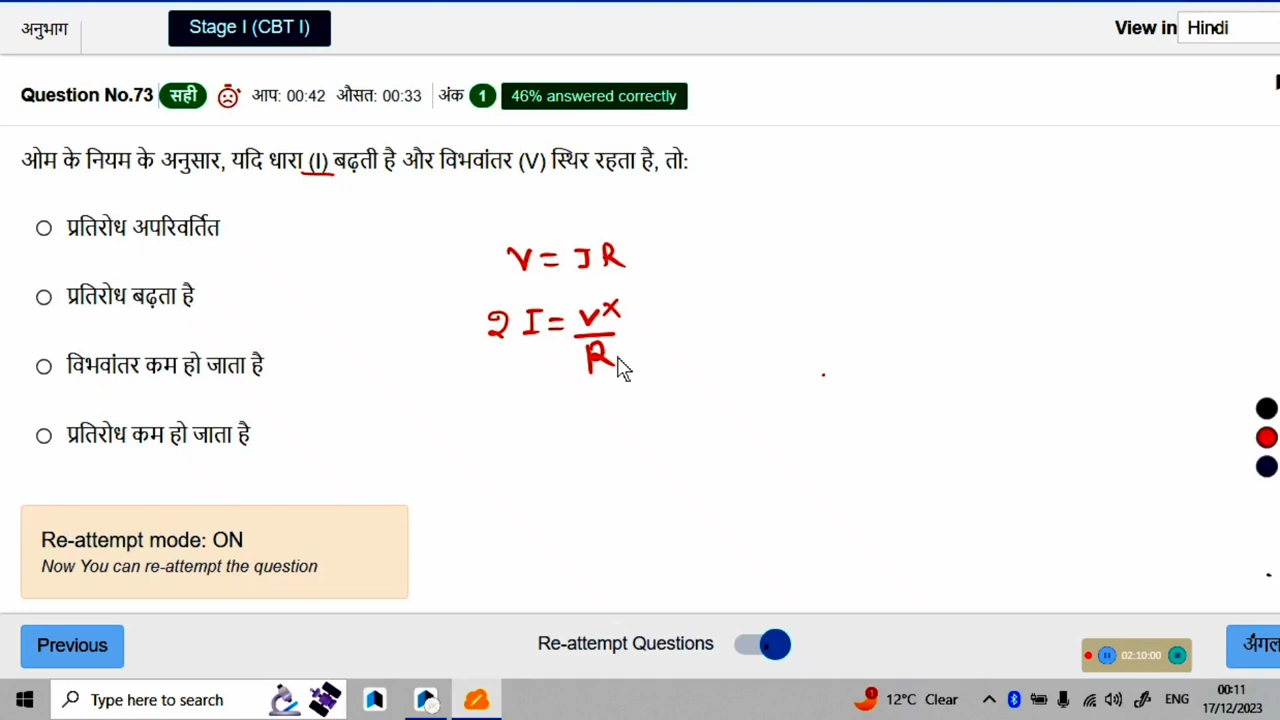 अनुभाग
Stage I (CBT I)
View in Hindi
Question No.73 सही आप: 00:42 औसत: 00:33 अंक 1 46% answered correctly
ओम के नियम के अनुसार, यदि धारा (I) बढ़ती है और विभवांतर (V) स्थिर रहता है, तो:
प्रतिरोध अपरिवर्तित
V = I R
प्रतिरोध बढ़ता है
2 I = V x
R
विभवांतर कम हो जाता है
प्रतिरोध कम हो जाता है
Re-attempt mode: ON
Now You can re-attempt the question
Previous
Re-attempt Questions
02:10:00
Type here to search
1
12°C Clear
ENG
00:11
17/12/2023